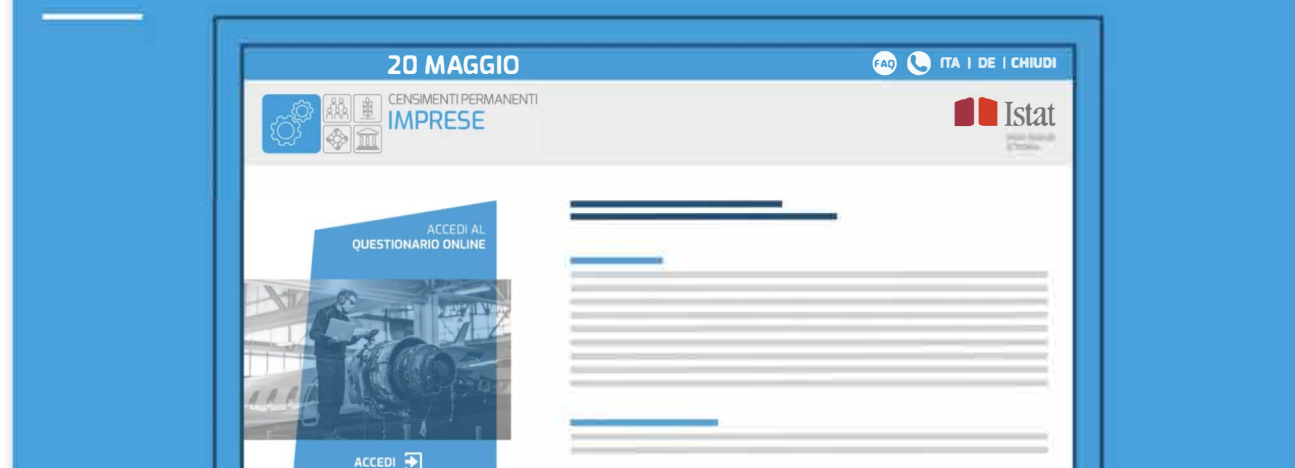 20 MAGGIO
FAQ
ITA | DE | CHIUDI
CENSIMENTI PERMANENTI
IMPRESE
Istat
ACCEDI AL
QUESTIONARIO ONLINE
ACCEDI